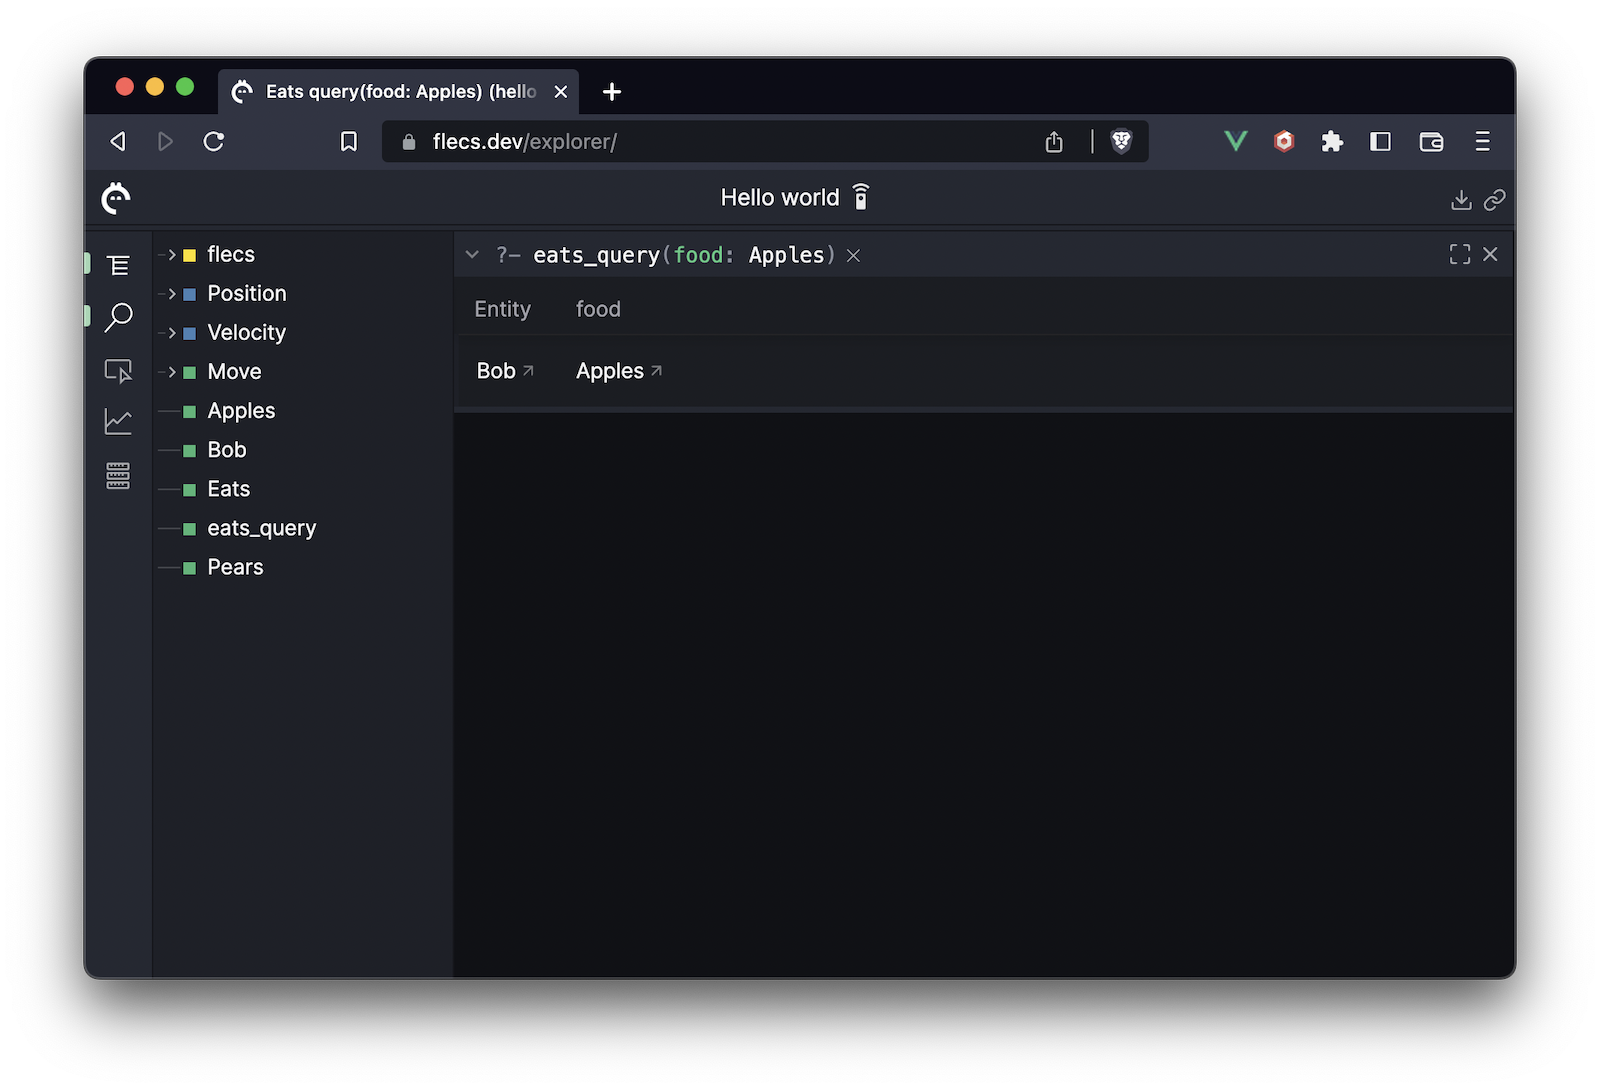 Eats query(food: Apples) (hello
flecs.dev/explorer/
Hello world
flecs
Position
Velocity
Move
Apples
Bob
Eats
eats_query
Pears
?– eats_query(food: Apples)
Entity food
Bob Apples